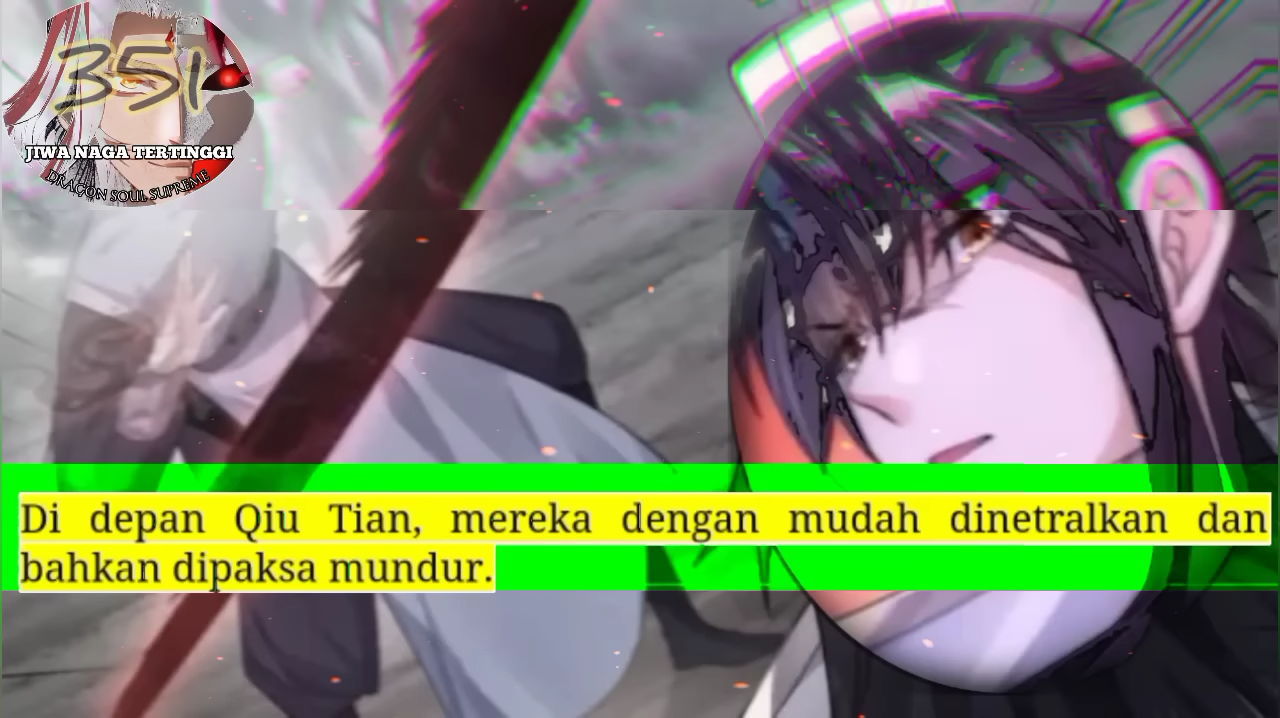 351
JIWA NAGA TERTINGGI
DRAGON SOUL SUPREME
Di depan Qiu Tian, mereka dengan mudah dinetralkan dan
bahkan dipaksa mundur.